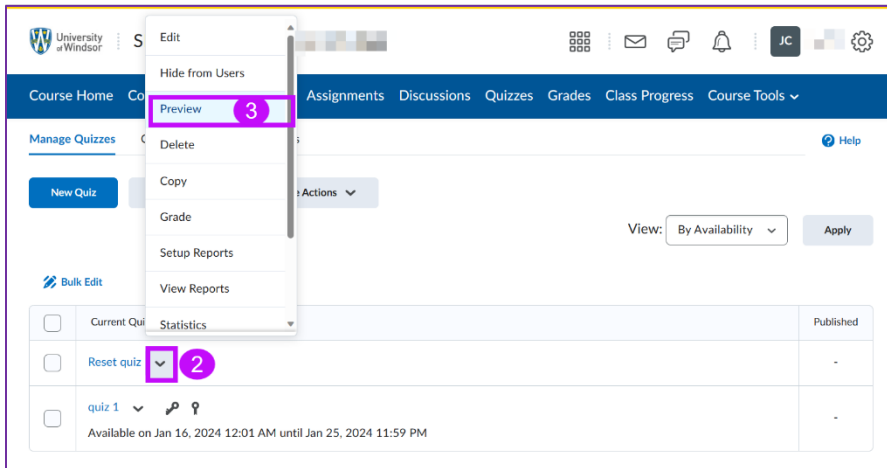 University
of Windsor
S
JC
Edit
Hide from Users
Preview
3
Delete
Copy
Grade
Setup Reports
View Reports
Statistics
Course Home Co Assignments Discussions Quizzes Grades Class Progress Course Tools
Manage Quizzes s Help
New Quiz e Actions
View: By Availability Apply
Bulk Edit
Current Qui Published
Reset quiz 2 -
quiz 1 -
Available on Jan 16, 2024 12:01 AM until Jan 25, 2024 11:59 PM